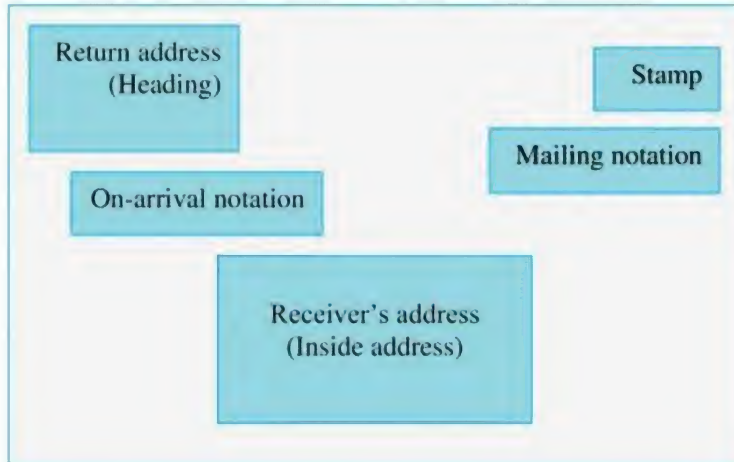 Return address
(Heading)
Stamp
Mailing notation
On-arrival notation
Receiver's address
(Inside address)